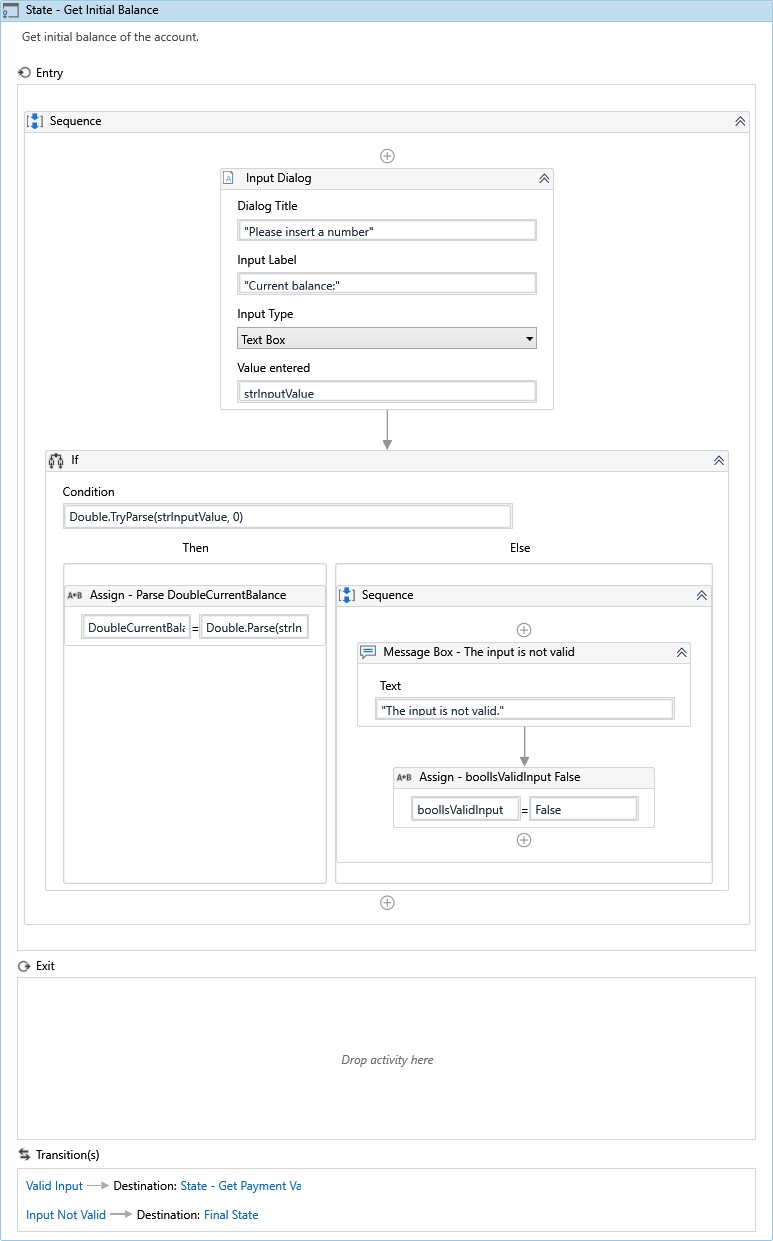 State - Get Initial Balance
Get initial balance of the account.
Entry
Sequence
Input Dialog
Dialog Title
"Please insert a number"
Input Label
"Current balance:"
Input Type
Text Box
Value entered
strInputValue
If
Condition
Double.TryParse(strInputValue, 0)
Then
Else
A*B Assign - Parse DoubleCurrentBalance
DoubleCurrentBala = Double.Parse(strIn
Sequence
Message Box - The input is not valid
Text
"The input is not valid."
A*B Assign - boolIsValidInput False
boolIsValidInput = False
Exit
Drop activity here
Transition(s)
Valid Input Destination: State - Get Payment Va
Input Not Valid Destination: Final State